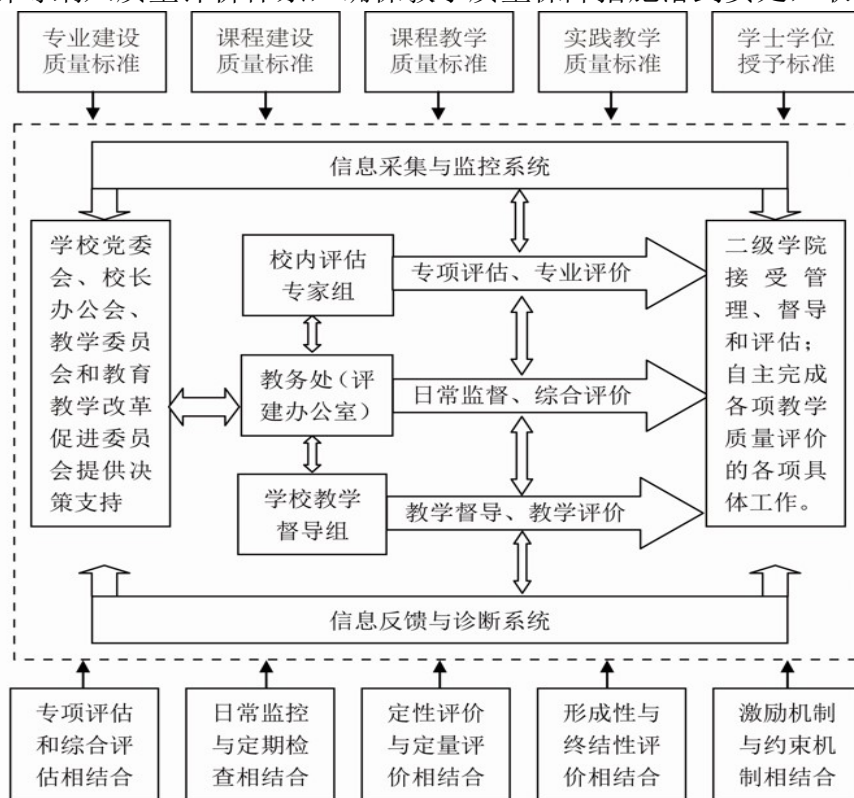 专业建设
质量标准
课程建设
质量标准
课程教学
质量标准
实践教学
质量标准
学士学位
授予标准
信息采集与监控系统
学校党委
会、校长
办公会、
教学委员
会和教育
教学改革
促进委员
会提供决
策支持
校内评估
专家组
专项评估、专业评价
教务处（评
建办公室）
日常监督、综合评价
学校教学
督导组
教学督导、教学评价
二级学院
接受管
理、督导
和评估；
自主完成
各项教学
质量评价
的各项具
体工作。
信息反馈与诊断系统
专项评估
和综合评
估相结合
日常监控
与定期检
查相结合
定性评价
与定量评
价相结合
形成性与
终结性评
价相结合
激励机制
与约束机
制相结合